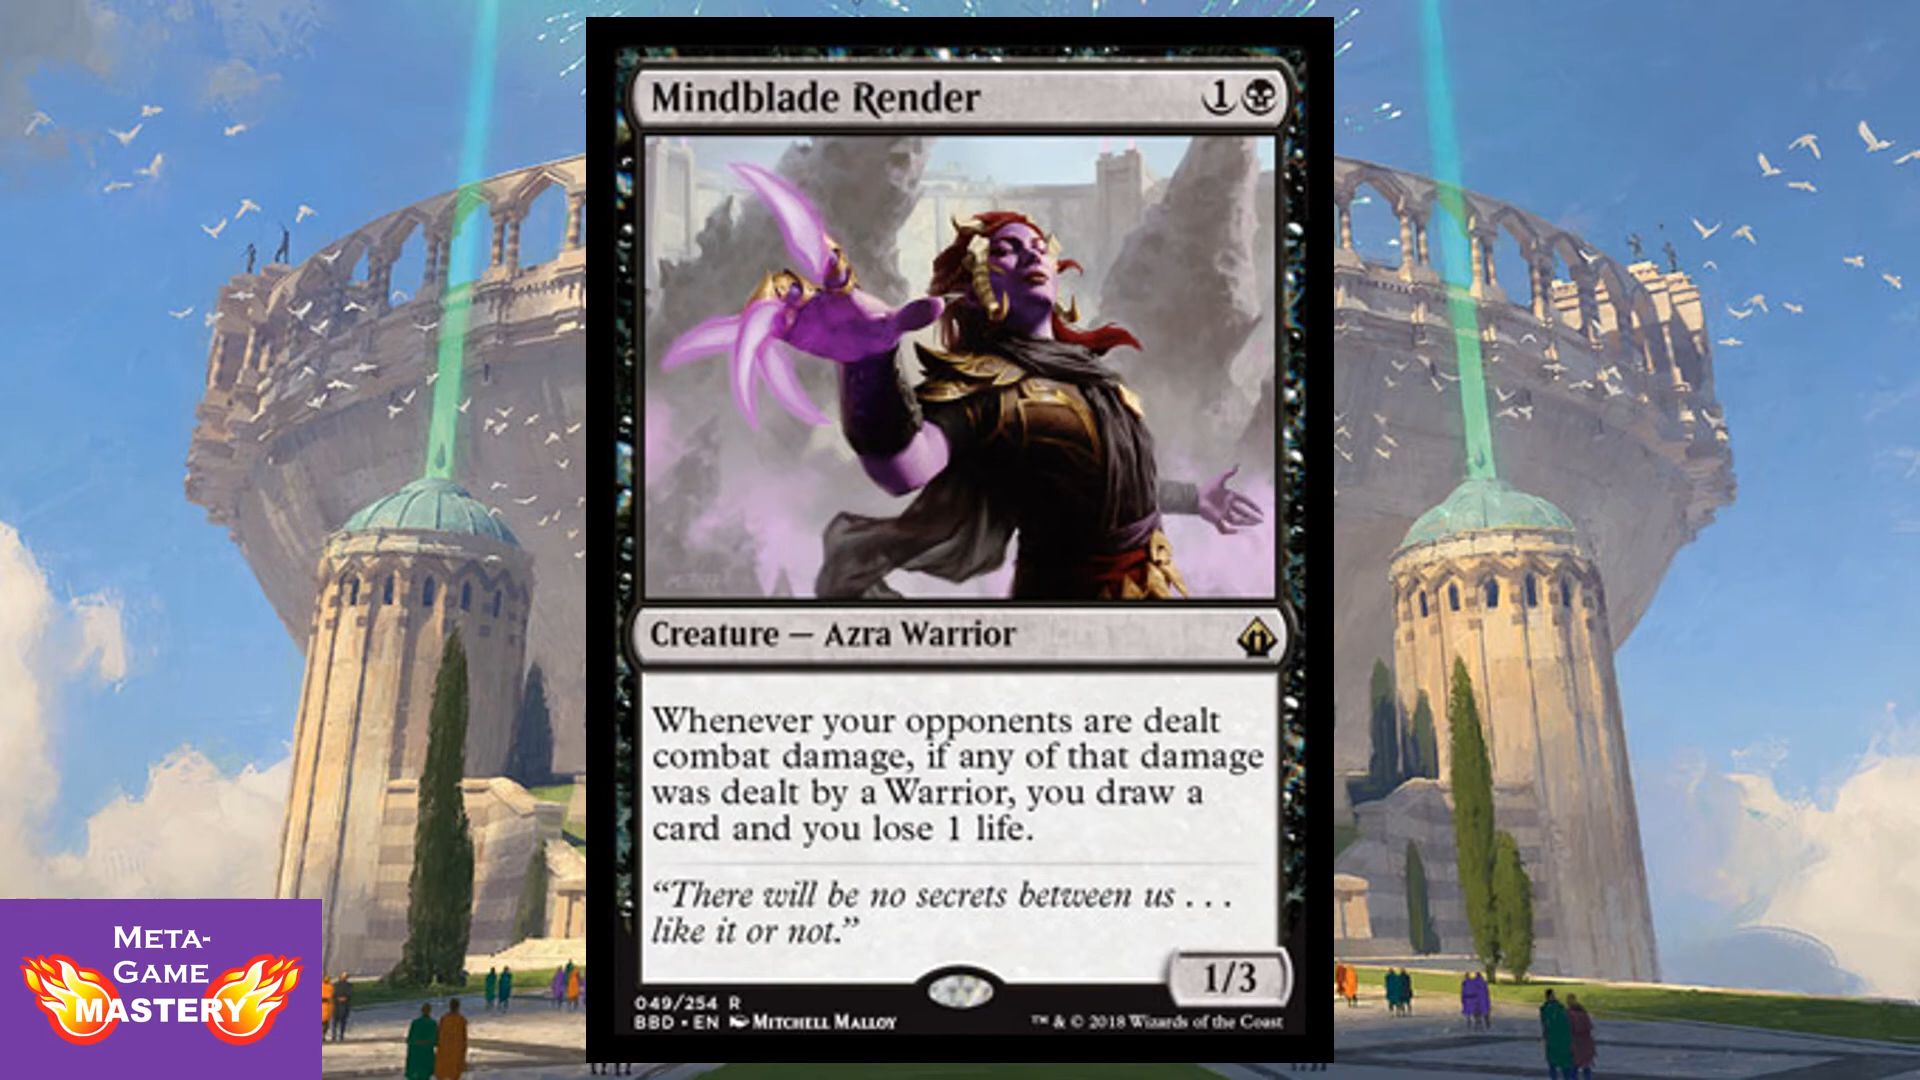 Mindblade Render
1
Creature — Azra Warrior
Whenever your opponents are dealt
combat damage, if any of that damage
was dealt by a Warrior, you draw a
card and you lose 1 life.
“There will be no secrets between us . . .
like it or not.”
1/3
049/254 R
BBD • EN Mitchell Malloy
™ & © 2018 Wizards of the Coast
META-
GAME
MASTERY